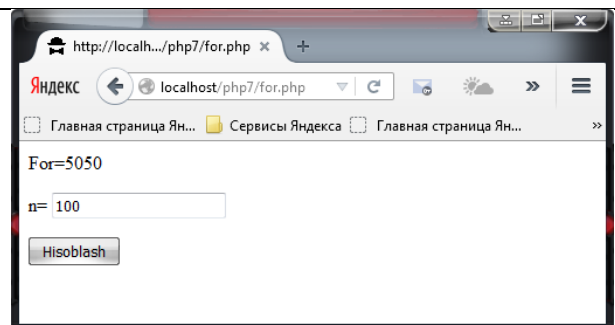 http://localh.../php7/for.php
Яндекс localhost/php7/for.php
Главная страница Ян... Сервисы Яндекса Главная страница Ян...
For=5050
n= 100
Hisoblash